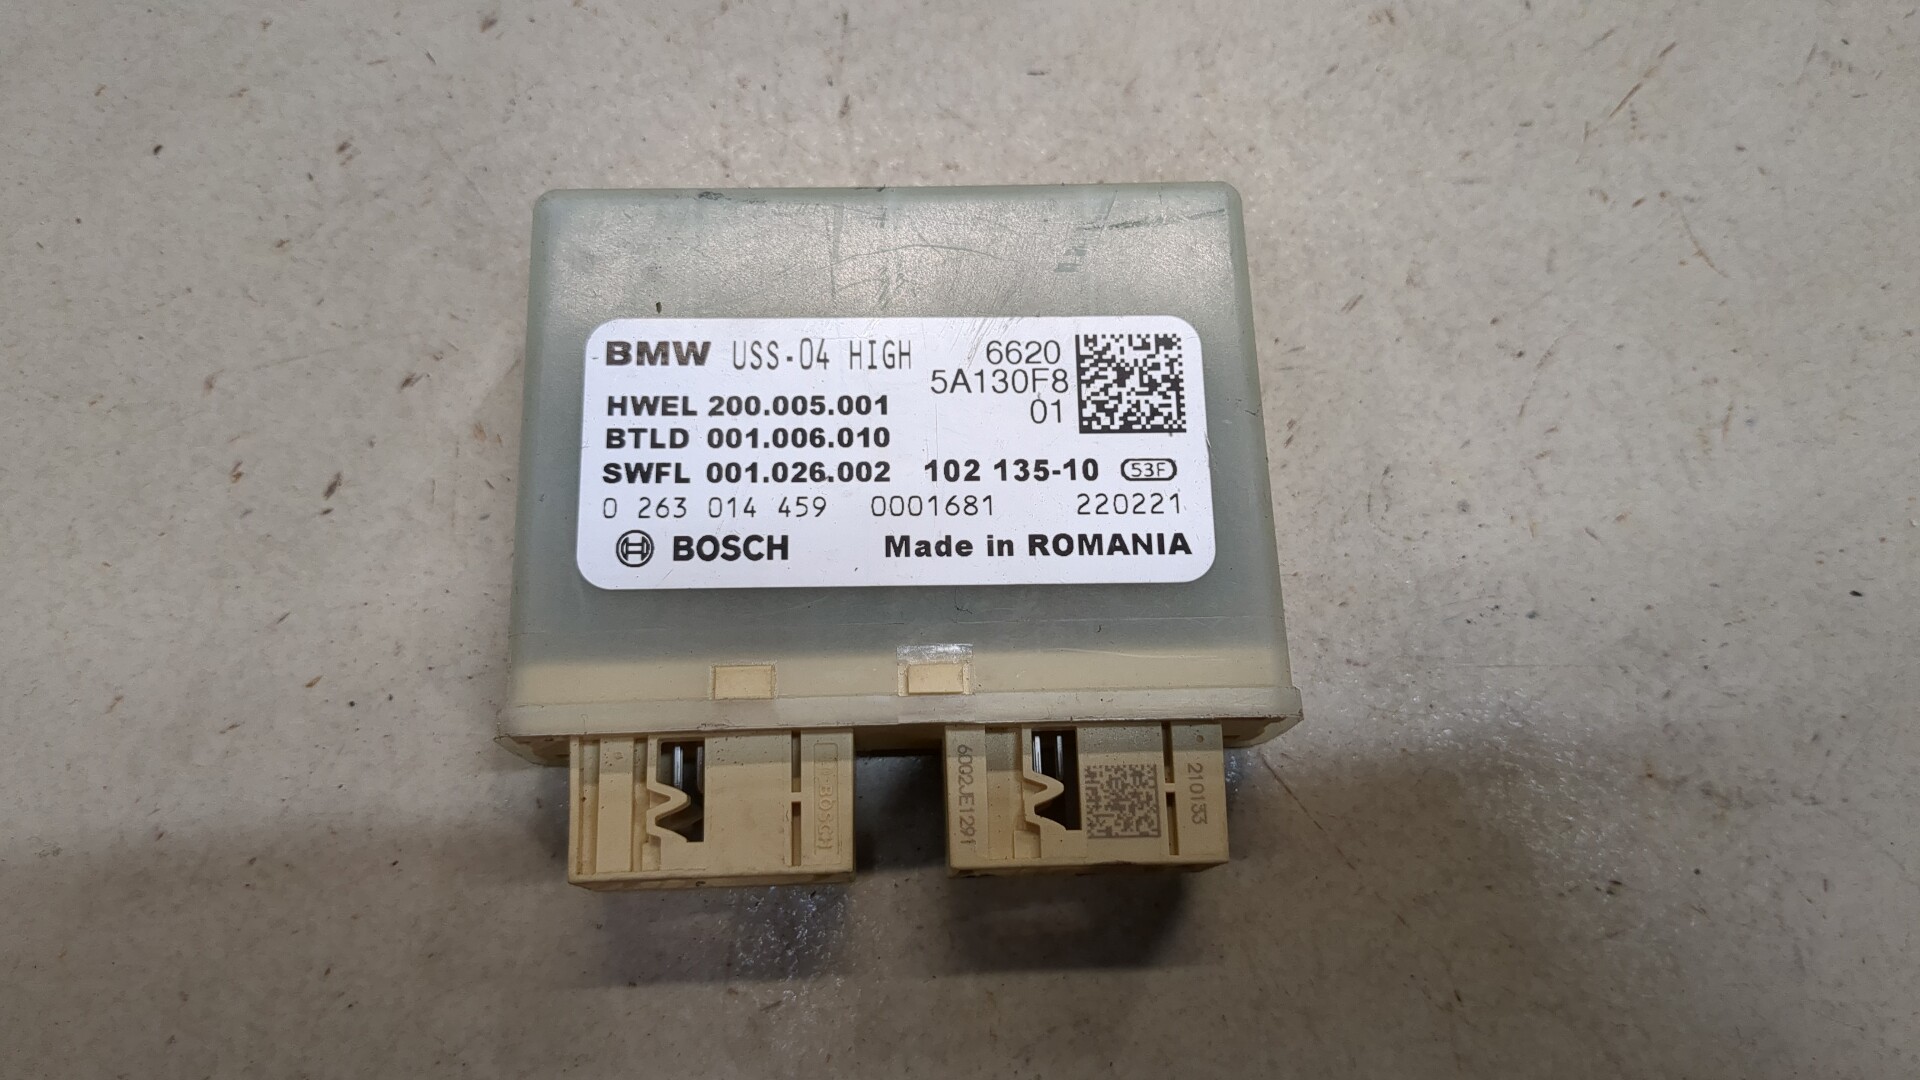 BMW USS-04 HIGH 6620
5A130F8
HWEL 200.005.001 01
BTLD 001.006.010
SWFL 001.026.002 102 135-10 53F
0 263 014 459 0001681 220221
BOSCH Made in ROMANIA
BOSCH
6002JE1291
210133